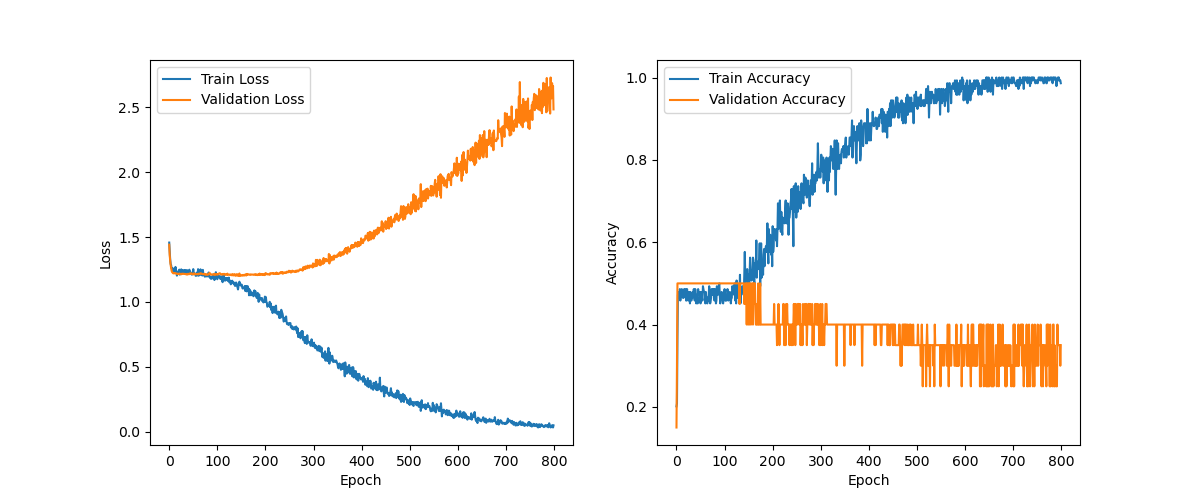 Train Loss
Validation Loss
Loss
2.5
2.0
1.5
1.0
0.5
0.0
0 100 200 300 400 500 600 700 800
Epoch
Train Accuracy
Validation Accuracy
Accuracy
1.0
0.8
0.6
0.4
0.2
0 100 200 300 400 500 600 700 800
Epoch